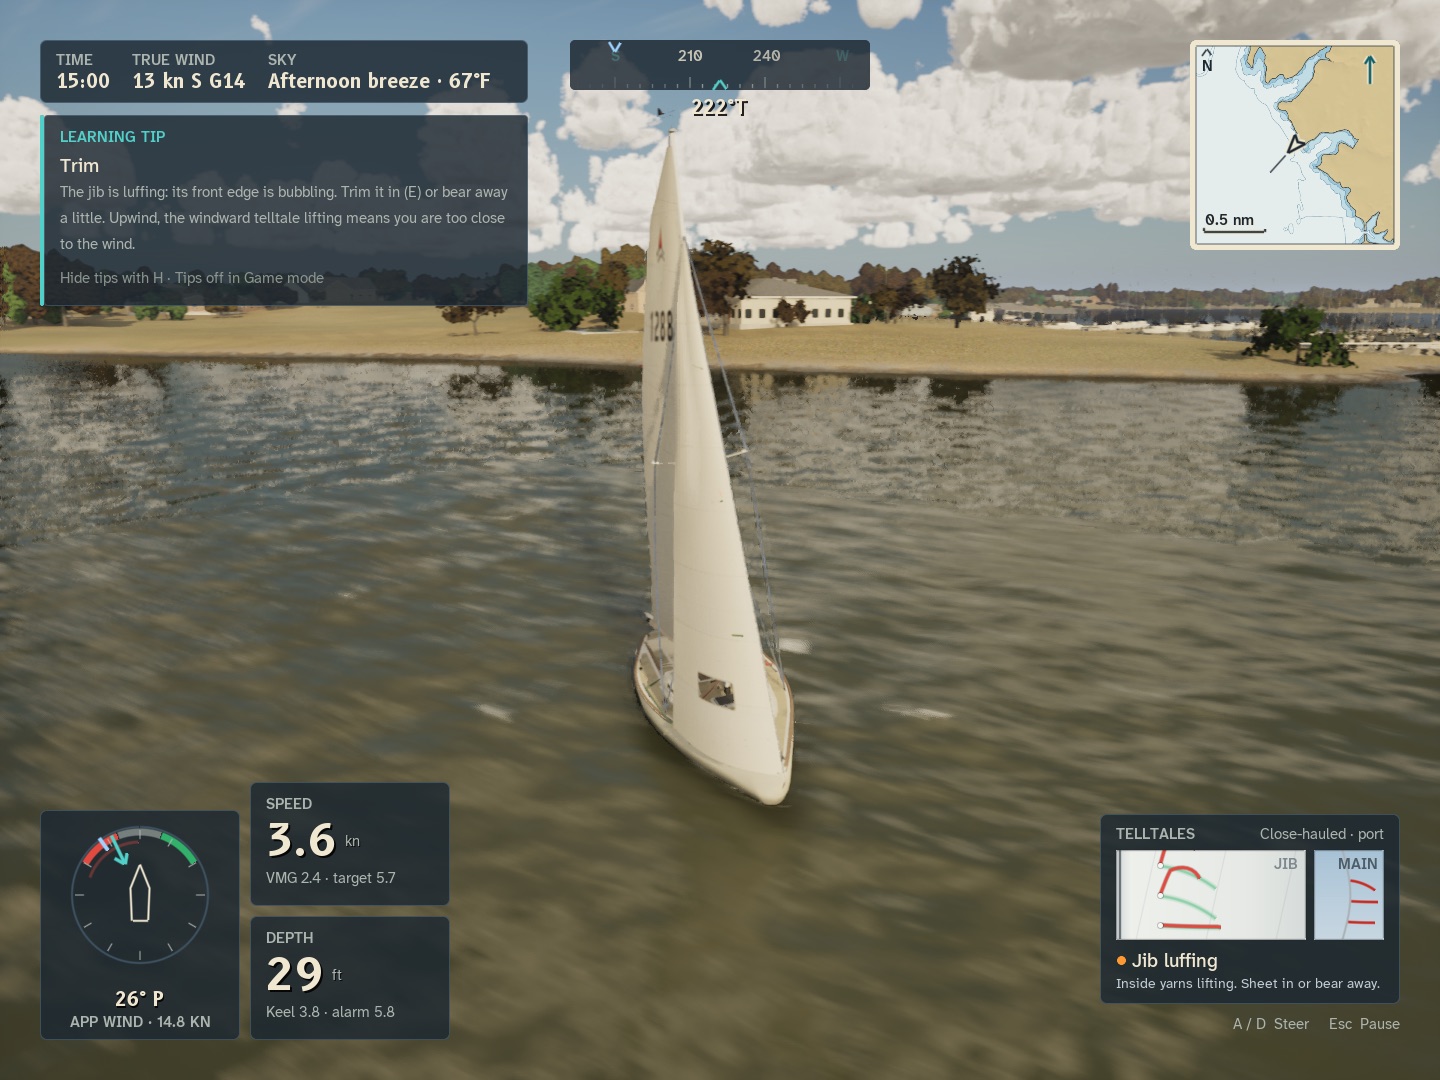 TIME TRUE WIND SKY
15:00 13 kn S G14 Afternoon breeze · 67°F
LEARNING TIP
Trim
The jib is luffing: its front edge is bubbling. Trim it in (E) or bear away
a little. Upwind, the windward telltale lifting means you are too close
to the wind.
Hide tips with H · Tips off in Game mode
S 210 240 W
222°T
N
0.5 nm
1288
SPEED
3.6 kn
VMG 2.4 · target 5.7
DEPTH
29 ft
Keel 3.8 · alarm 5.8
26° P
APP WIND · 14.8 KN
TELLTALES Close-hauled · port
JIB MAIN
Jib luffing
Inside yarns lifting. Sheet in or bear away.
A / D Steer Esc Pause